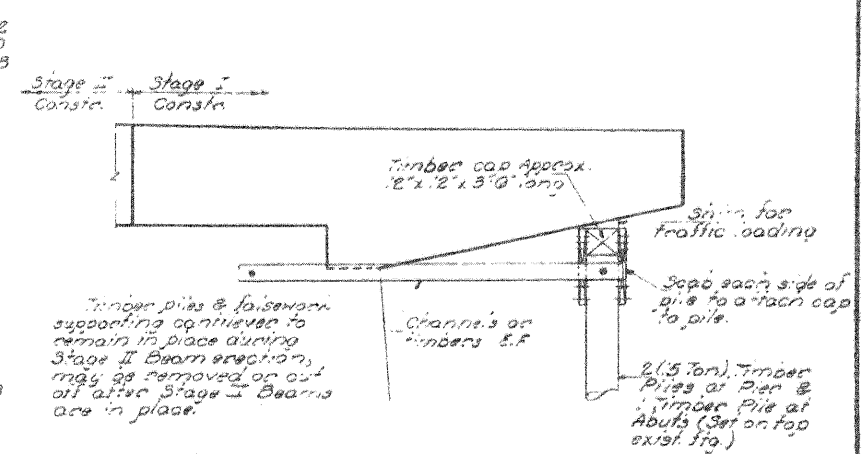 Stage II
Constr.
Stage I
Constr.
Timber cap Approx.
12"x12"x3'-0" long
Shim for
traffic loading
Scab each side of
pile to attach cap
to pile.
Channels or
timbers E.F.
Timber piles & falsework
supporting cantilever to
remain in place during
Stage II Beam erection,
may be removed or cut
off after Stage II Beams
are in place.
2 (15 Ton) Timber
Piles at Pier &
1 Timber Pile at
Abuts (Set on top
exist. ftg.)